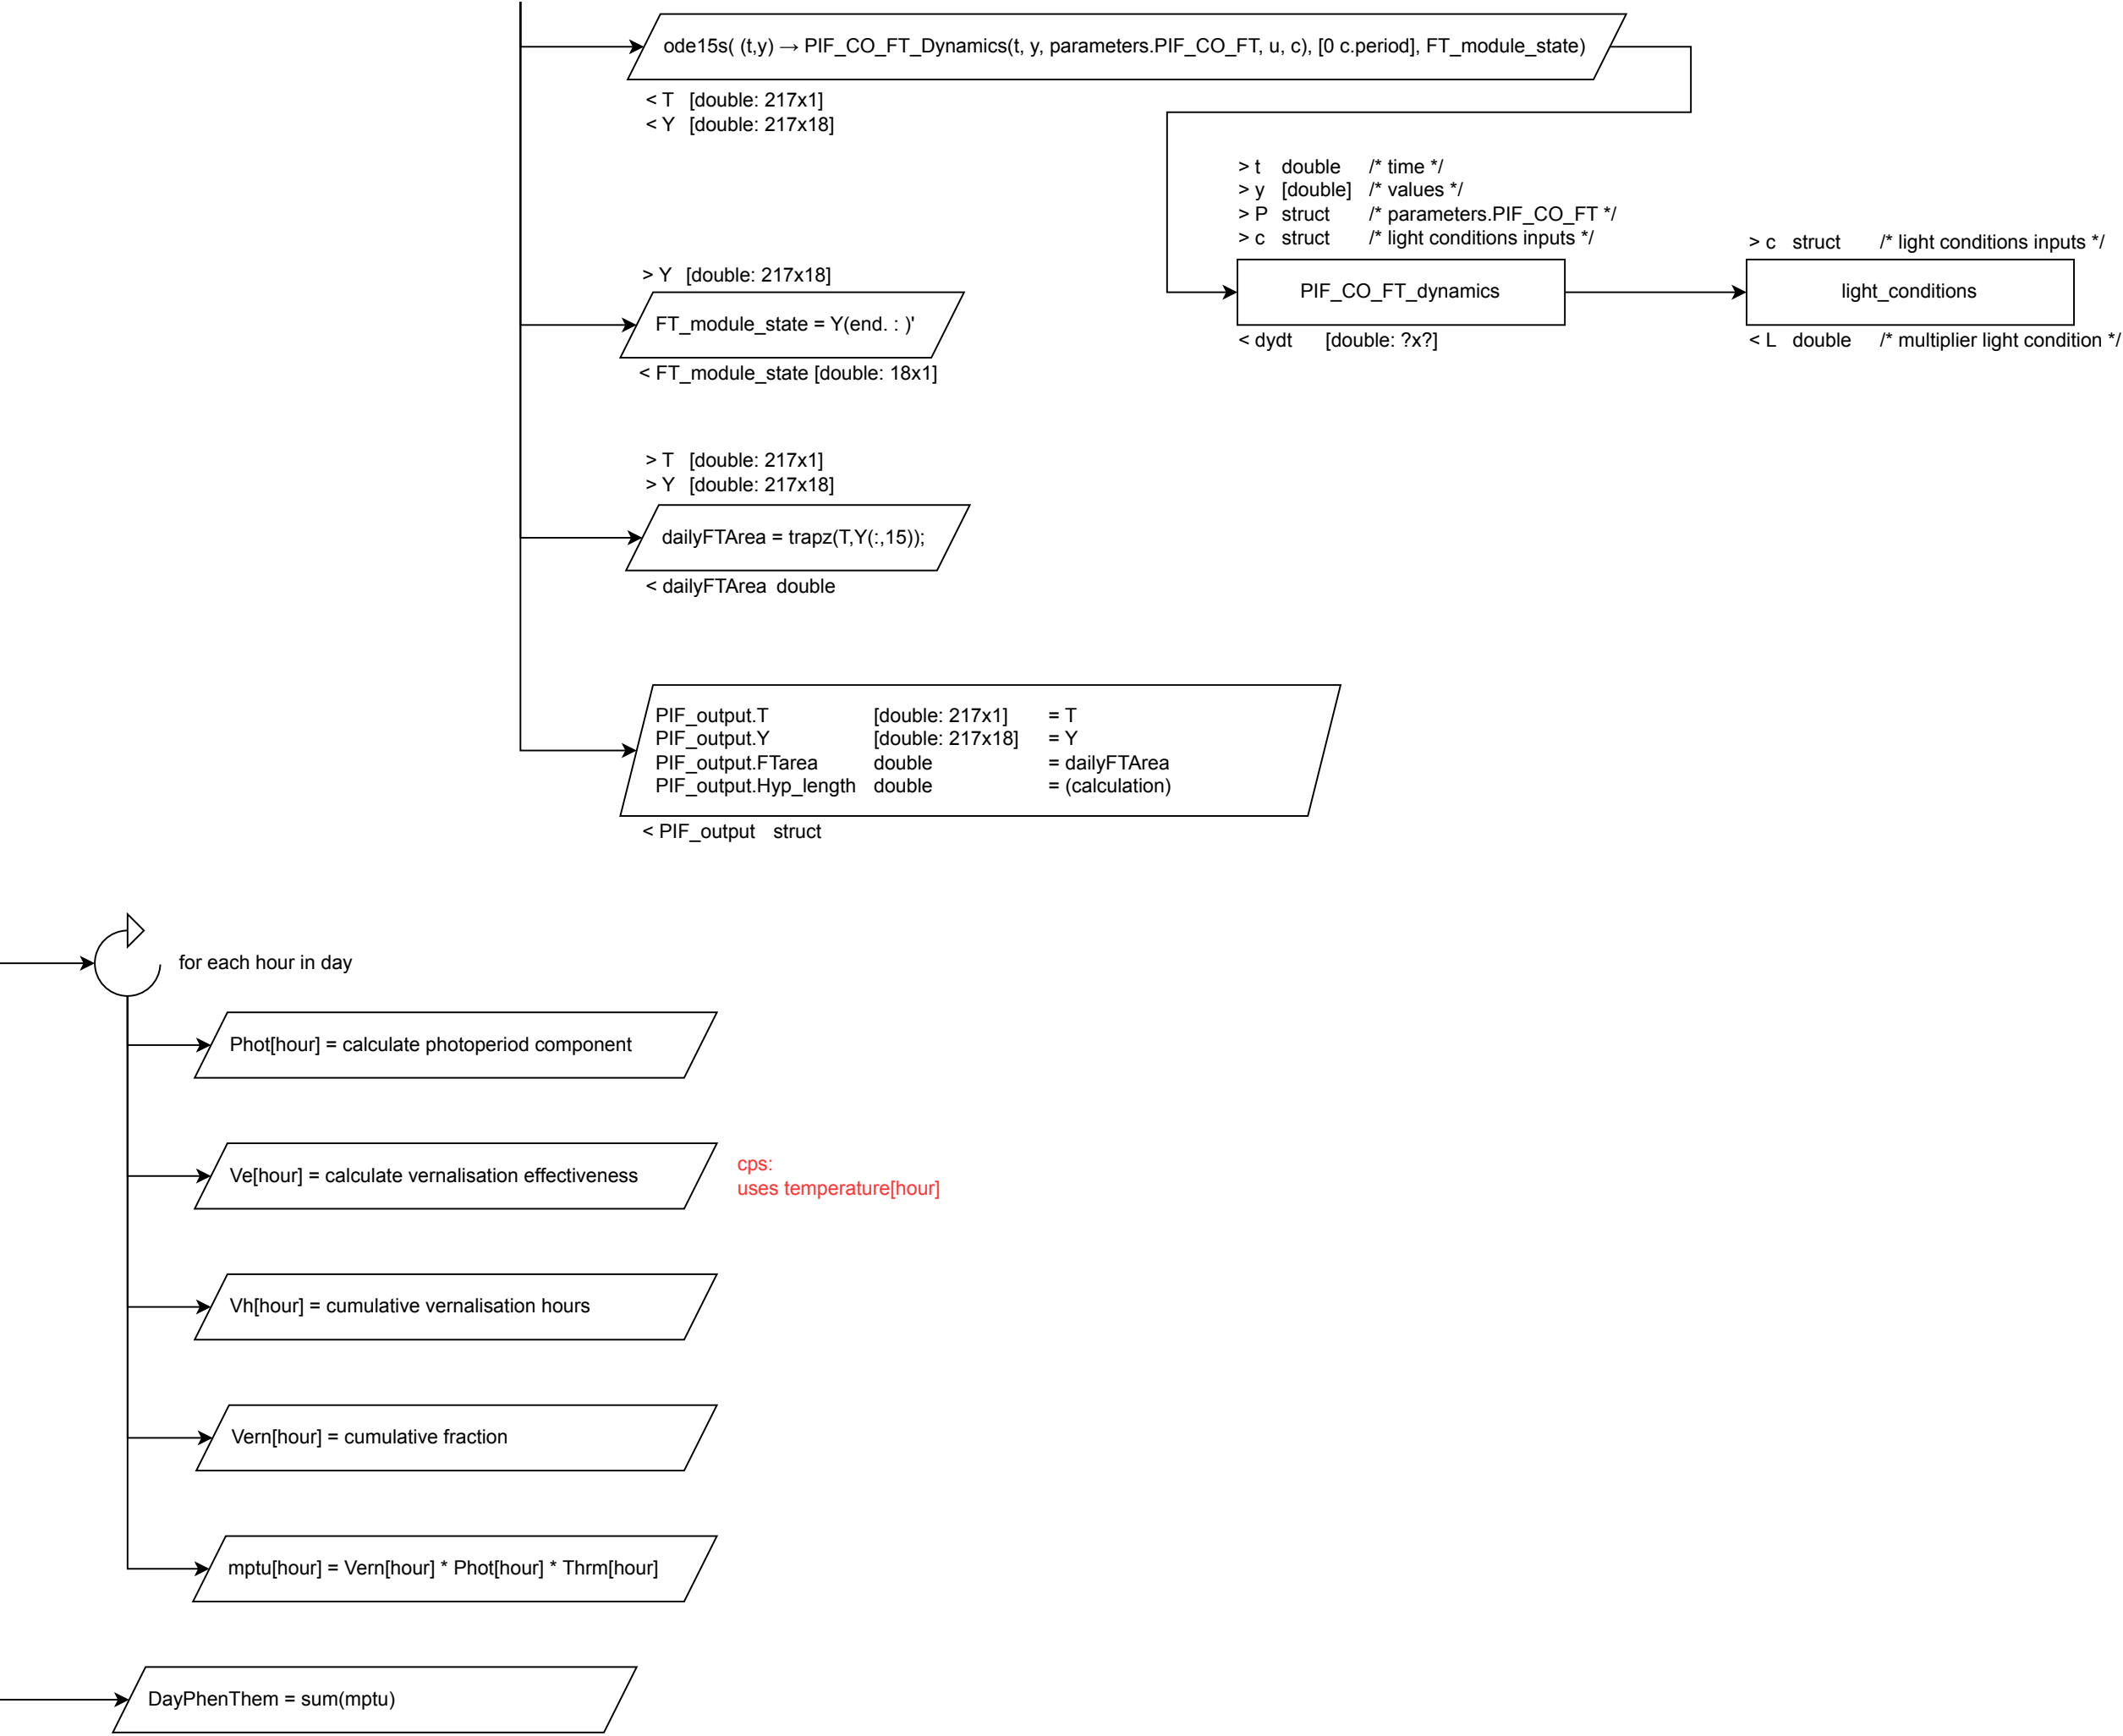 ode15s( (t,y) → PIF_CO_FT_Dynamics(t, y, parameters.PIF_CO_FT, u, c), [0 c.period], FT_module_state)
< T [double: 217x1]
< Y [double: 217x18]
> t double /* time */
> y [double] /* values */
> P struct /* parameters.PIF_CO_FT */
> c struct /* light conditions inputs */
PIF_CO_FT_dynamics
< dydt [double: ?x?]
> c struct /* light conditions inputs */
light_conditions
< L double /* multiplier light condition */
> Y [double: 217x18]
FT_module_state = Y(end. : )'
< FT_module_state [double: 18x1]
> T [double: 217x1]
> Y [double: 217x18]
dailyFTArea = trapz(T,Y(:,15));
< dailyFTArea double
PIF_output.T [double: 217x1] = T
PIF_output.Y [double: 217x18] = Y
PIF_output.FTarea double = dailyFTArea
PIF_output.Hyp_length double = (calculation)
< PIF_output struct
for each hour in day
Phot[hour] = calculate photoperiod component
Ve[hour] = calculate vernalisation effectiveness
cps:
uses temperature[hour]
Vh[hour] = cumulative vernalisation hours
Vern[hour] = cumulative fraction
mptu[hour] = Vern[hour] * Phot[hour] * Thrm[hour]
DayPhenThem = sum(mptu)